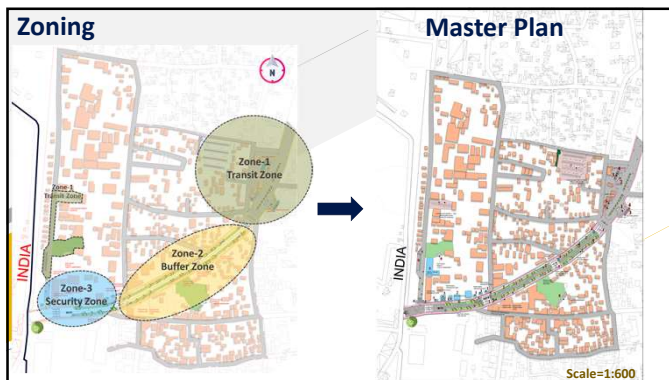 Zoning
Master Plan
N
Zone-1
Transit Zone
Zone-1
Transit Zone
Zone-2
Buffer Zone
Zone-3
Security Zone
INDIA
INDIA
Scale=1:600